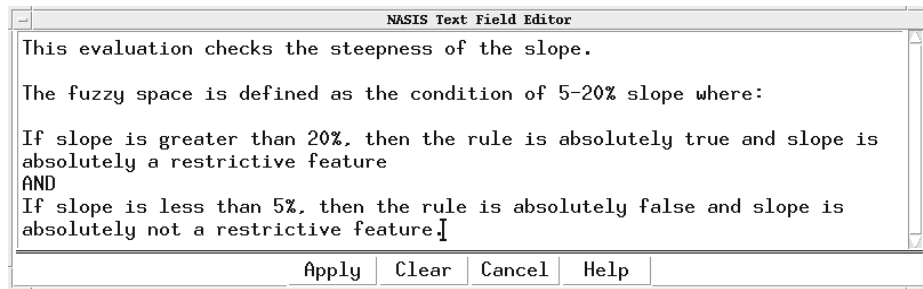 NASIS Text Field Editor
This evaluation checks the steepness of the slope.
The fuzzy space is defined as the condition of 5-20% slope where:
If slope is greater than 20%, then the rule is absolutely true and slope is
absolutely a restrictive feature
AND
If slope is less than 5%, then the rule is absolutely false and slope is
absolutely not a restrictive feature.
Apply Clear Cancel Help